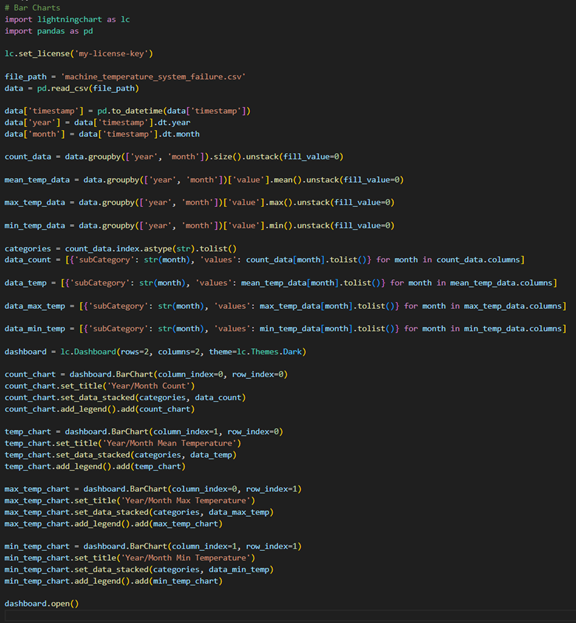 # Bar Charts
import lightningchart as lc
import pandas as pd
lc.set_license('my-license-key')
file_path = 'machine_temperature_system_failure.csv'
data = pd.read_csv(file_path)
data['timestamp'] = pd.to_datetime(data['timestamp'])
data['year'] = data['timestamp'].dt.year
data['month'] = data['timestamp'].dt.month
count_data = data.groupby(['year', 'month']).size().unstack(fill_value=0)
mean_temp_data = data.groupby(['year', 'month'])['value'].mean().unstack(fill_value=0)
max_temp_data = data.groupby(['year', 'month'])['value'].max().unstack(fill_value=0)
min_temp_data = data.groupby(['year', 'month'])['value'].min().unstack(fill_value=0)
categories = count_data.index.astype(str).tolist()
data_count = [{'subCategory': str(month), 'values': count_data[month].tolist()} for month in count_data.columns]
data_temp = [{'subCategory': str(month), 'values': mean_temp_data[month].tolist()} for month in mean_temp_data.columns]
data_max_temp = [{'subCategory': str(month), 'values': max_temp_data[month].tolist()} for month in max_temp_data.columns]
data_min_temp = [{'subCategory': str(month), 'values': min_temp_data[month].tolist()} for month in min_temp_data.columns]
dashboard = lc.Dashboard(rows=2, columns=2, theme=lc.Themes.Dark)
count_chart = dashboard.BarChart(column_index=0, row_index=0)
count_chart.set_title('Year/Month Count')
count_chart.set_data_stacked(categories, data_count)
count_chart.add_legend().add(count_chart)
temp_chart = dashboard.BarChart(column_index=1, row_index=0)
temp_chart.set_title('Year/Month Mean Temperature')
temp_chart.set_data_stacked(categories, data_temp)
temp_chart.add_legend().add(temp_chart)
max_temp_chart = dashboard.BarChart(column_index=0, row_index=1)
max_temp_chart.set_title('Year/Month Max Temperature')
max_temp_chart.set_data_stacked(categories, data_max_temp)
max_temp_chart.add_legend().add(max_temp_chart)
min_temp_chart = dashboard.BarChart(column_index=1, row_index=1)
min_temp_chart.set_title('Year/Month Min Temperature')
min_temp_chart.set_data_stacked(categories, data_min_temp)
min_temp_chart.add_legend().add(min_temp_chart)
dashboard.open()